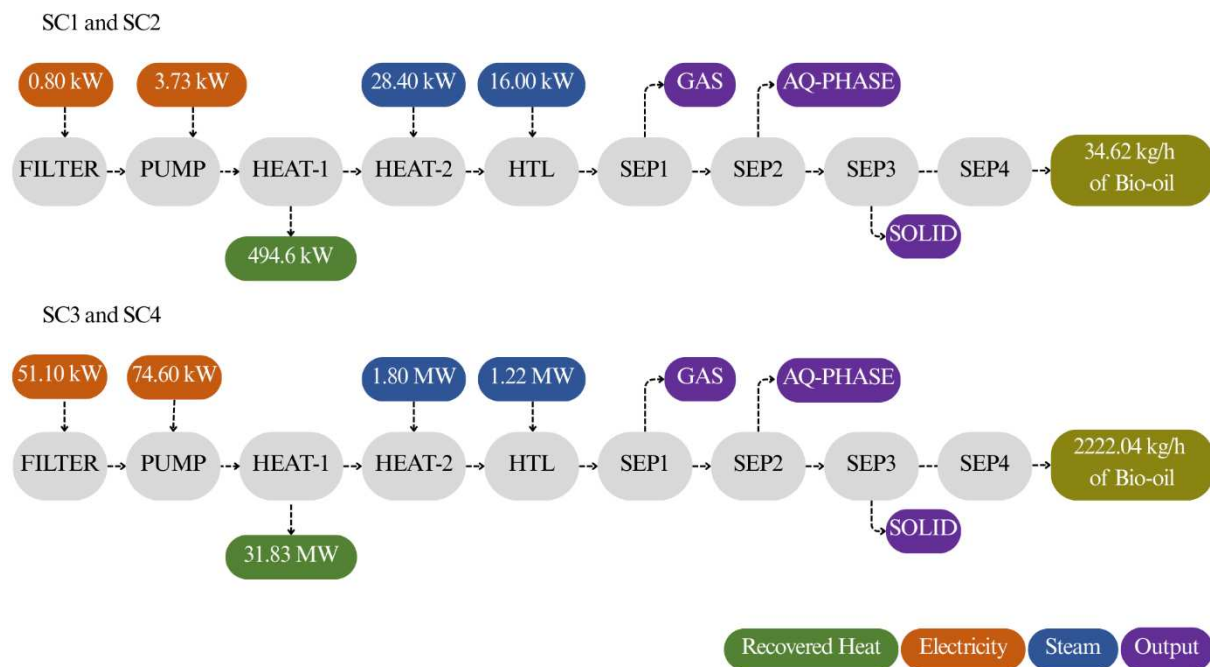 SC1 and SC2
0.80 kW 3.73 kW 28.40 kW 16.00 kW GAS AQ-PHASE
FILTER PUMP HEAT-1 HEAT-2 HTL SEP1 SEP2 SEP3 SEP4 34.62 kg/h
of Bio-oil
494.6 kW SOLID
SC3 and SC4
51.10 kW 74.60 kW 1.80 MW 1.22 MW GAS AQ-PHASE
FILTER PUMP HEAT-1 HEAT-2 HTL SEP1 SEP2 SEP3 SEP4 2222.04 kg/h
of Bio-oil
31.83 MW SOLID
Recovered Heat Electricity Steam Output